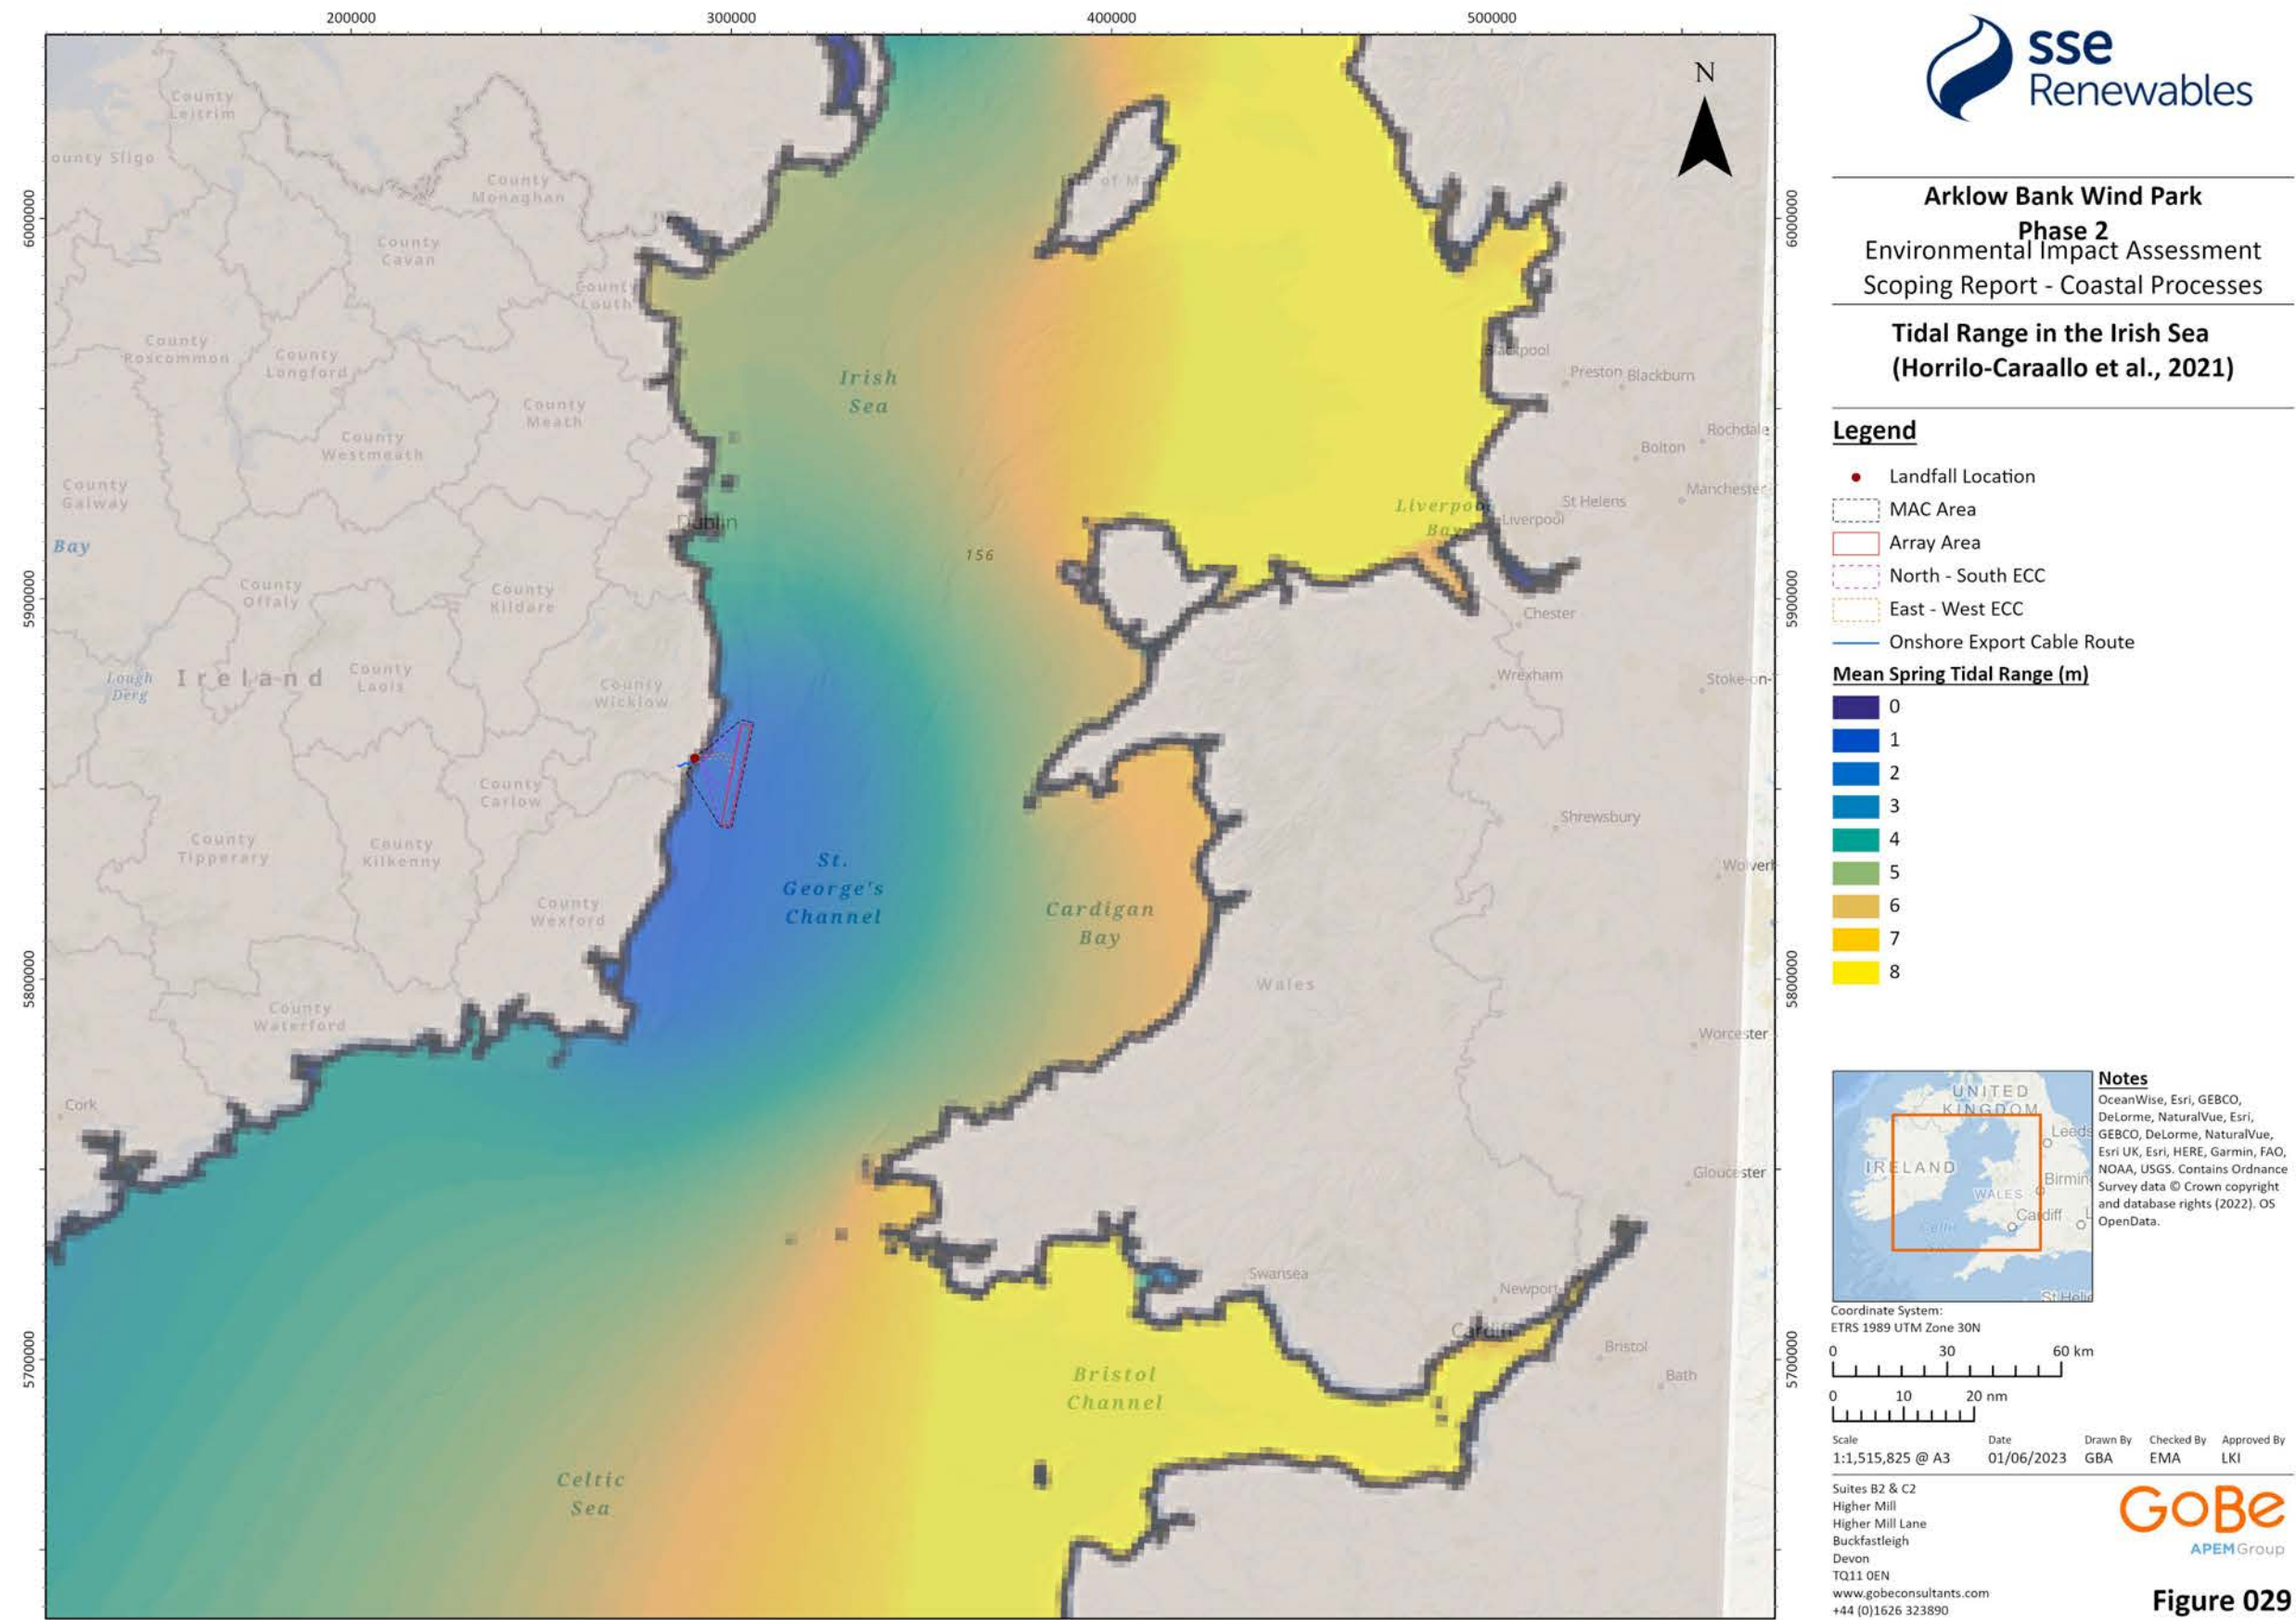 200000
300000
400000
500000
6000000
5900000
5800000
5700000
6000000
5900000
5800000
5700000
N
County
Leitrim
ounty Sligo
County
Monaghan
County
Cavan
County
Louth
County
Roscommon
County
Longford
County
Meath
County
Westmeath
County
Galway
Dublin
Bay
County
Offaly
County
Kildare
Lough
Derg
Ireland
County
Laois
County
Wicklow
County
Carlow
County
Tipperary
County
Kilkenny
County
Wexford
County
Waterford
Cork
Irish
Sea
156
St.
George's
Channel
Cardigan
Bay
Liverpool
Bay
Blackpool
Preston
Blackburn
Rochdale
Bolton
Manchester
St Helens
Liverpool
Chester
Wrexham
Stoke-on-
Shrewsbury
Wolverh
Wales
Worcester
Gloucester
Swansea
Newport
Cardiff
Bristol
Bath
Bristol
Channel
Celtic
Sea
sse
Renewables
Arklow Bank Wind Park
Phase 2
Environmental Impact Assessment
Scoping Report - Coastal Processes
Tidal Range in the Irish Sea
(Horrilo-Caraallo et al., 2021)
Legend
Landfall Location
MAC Area
Array Area
North - South ECC
East - West ECC
Onshore Export Cable Route
Mean Spring Tidal Range (m)
0
1
2
3
4
5
6
7
8
UNITED
KINGDOM
Leeds
IRELAND
Birmin
WALES
Cardiff
L
Celtic
St Helie
Notes
OceanWise, Esri, GEBCO,
DeLorme, NaturalVue, Esri,
GEBCO, DeLorme, NaturalVue,
Esri UK, Esri, HERE, Garmin, FAO,
NOAA, USGS. Contains Ordnance
Survey data © Crown copyright
and database rights (2022). OS
OpenData.
Coordinate System:
ETRS 1989 UTM Zone 30N
0 30 60 km
0 10 20 nm
Scale Date Drawn By Checked By Approved By
1:1,515,825 @ A3 01/06/2023 GBA EMA LKI
Suites B2 & C2
Higher Mill
Higher Mill Lane
Buckfastleigh
Devon
TQ11 0EN
www.gobeconsultants.com
+44 (0)1626 323890
GoBe
APEMGroup
Figure 029